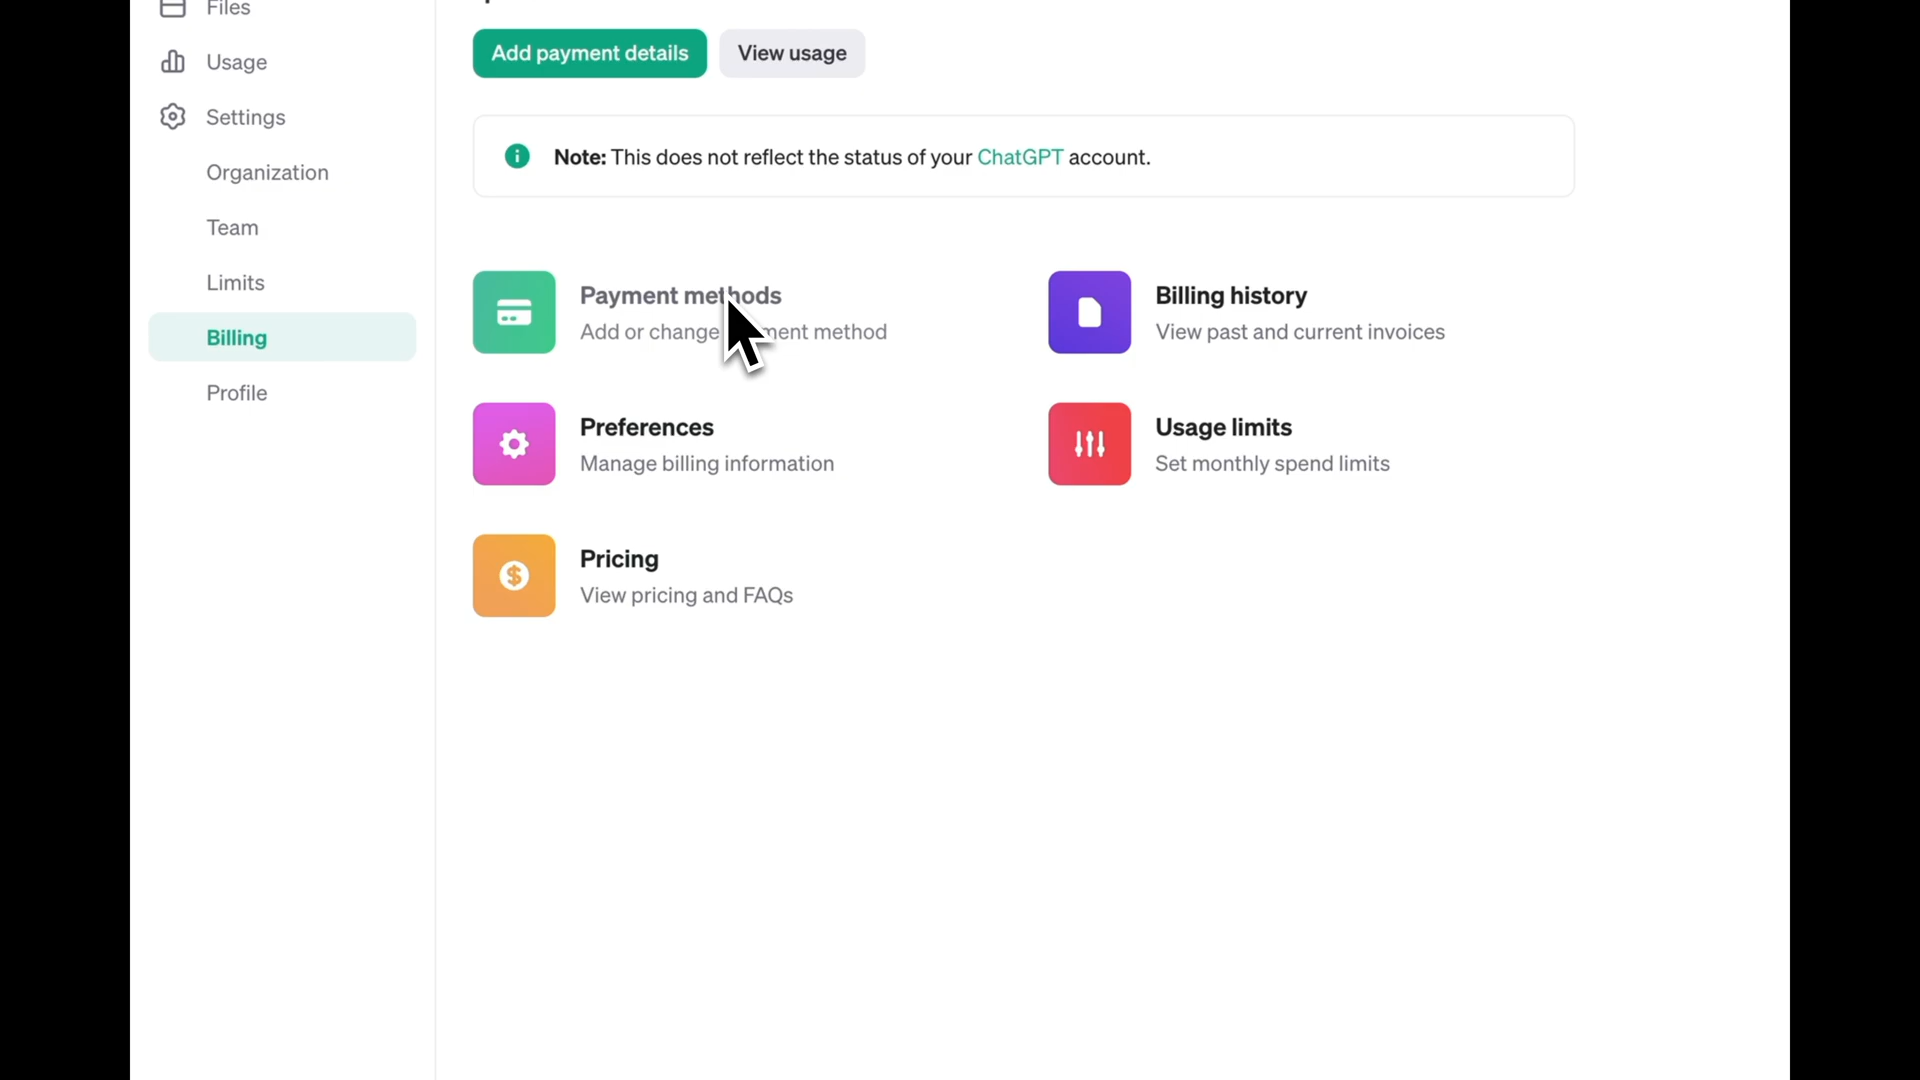 Files
Usage
Settings
Organization
Team
Limits
Billing
Profile
Add payment details
View usage
Note: This does not reflect the status of your ChatGPT account.
Payment methods
Add or change payment method
Billing history
View past and current invoices
Preferences
Manage billing information
Usage limits
Set monthly spend limits
Pricing
View pricing and FAQs